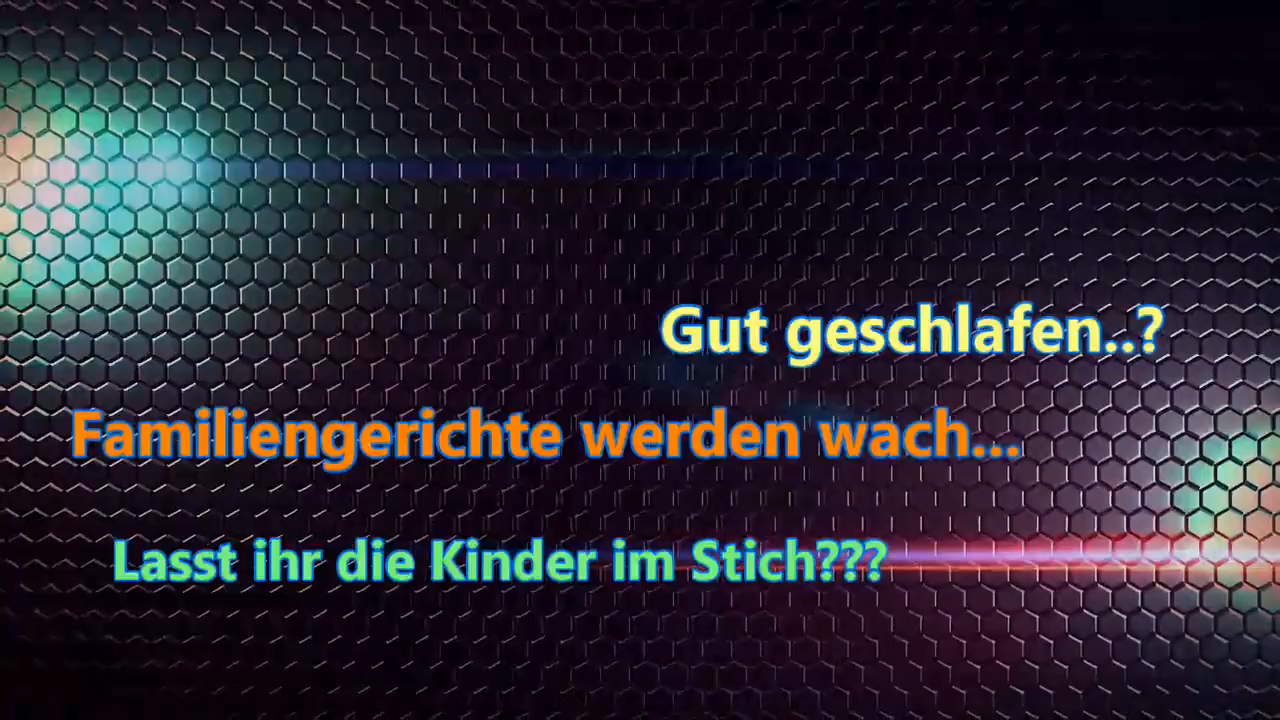 Gut geschlafen..?
Familiengerichte werden wach...
Lasst ihr die Kinder im Stich???